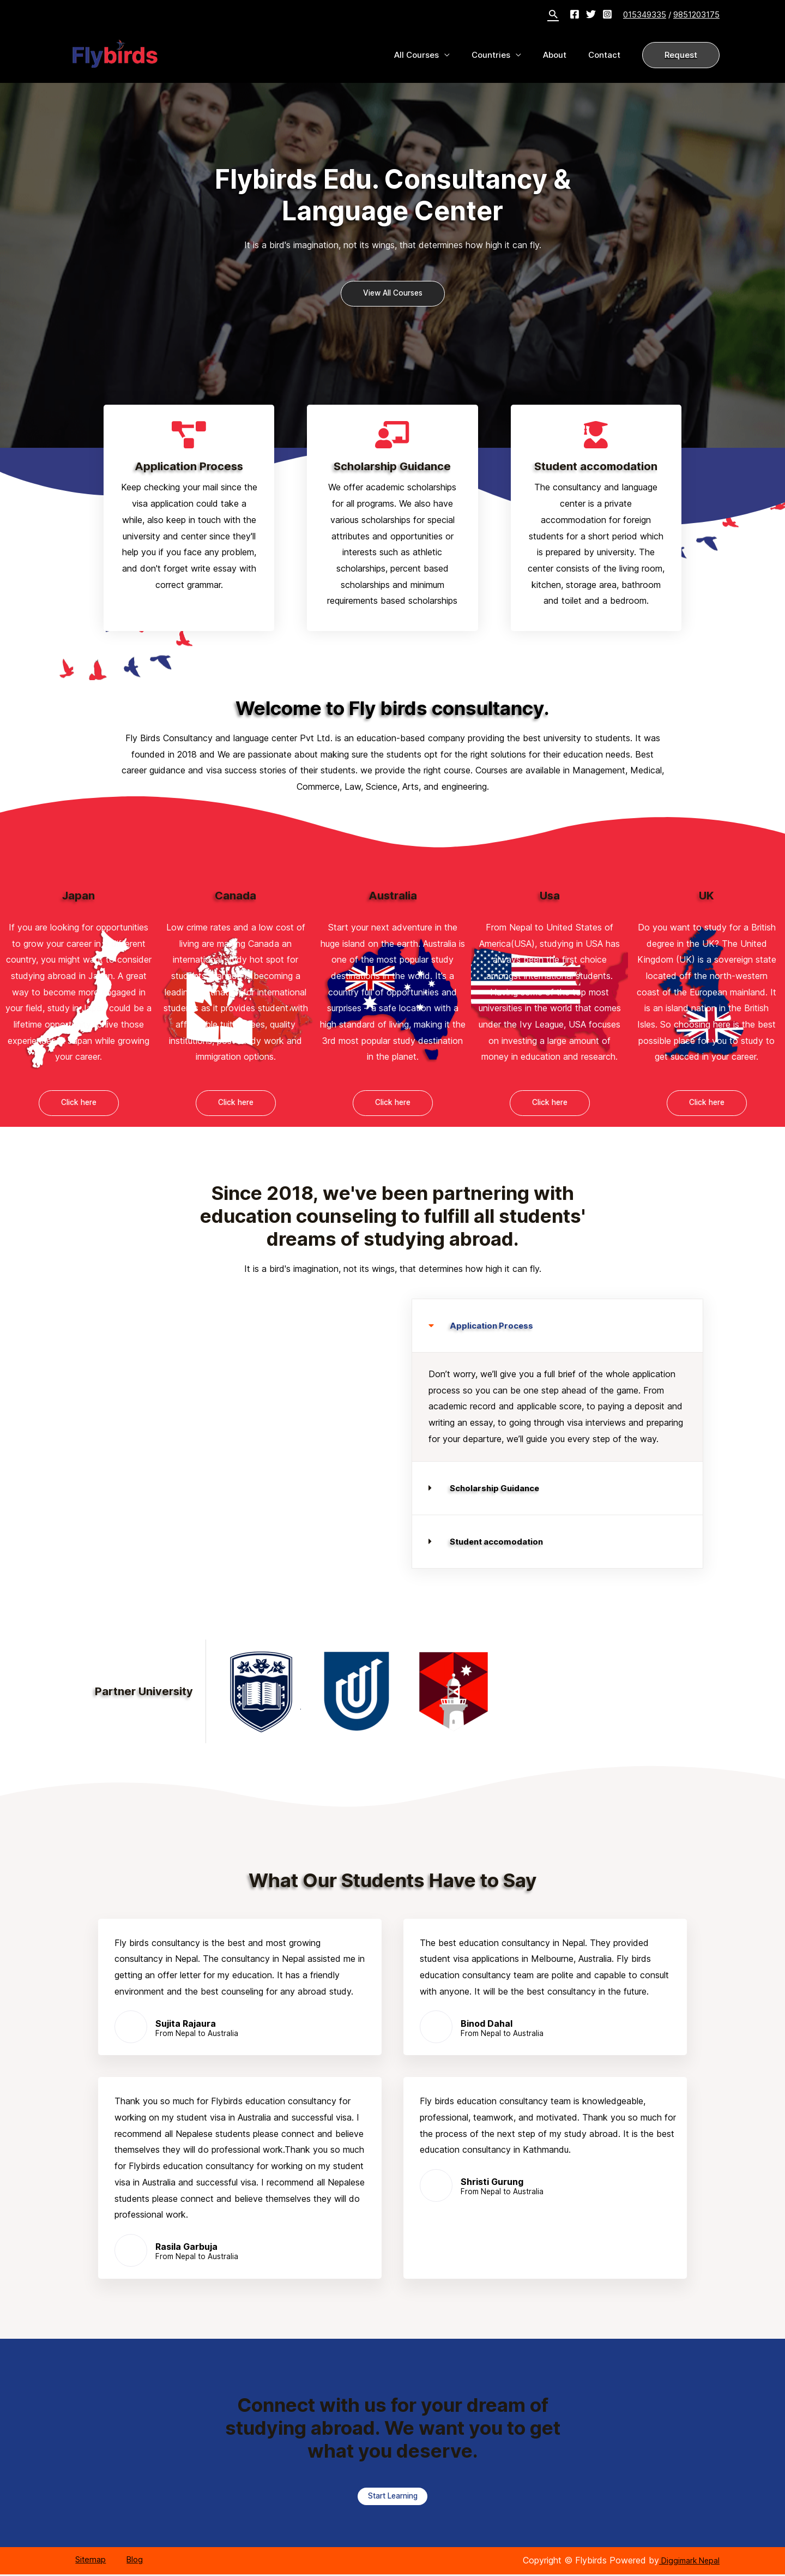 015349335 / 9851203175
Flybirds
All Courses
Countries
About
Contact
Request
Flybirds Edu. Consultancy &
Language Center
It is a bird's imagination, not its wings, that determines how high it can fly.
View All Courses
Application Process
Keep checking your mail since the
visa application could take a
while, also keep in touch with the
university and center since they'll
help you if you face any problem,
and don't forget write essay with
correct grammar.
Scholarship Guidance
We offer academic scholarships
for all programs. We also have
various scholarships for special
attributes and opportunities or
interests such as athletic
scholarships, percent based
scholarships and minimum
requirements based scholarships
Student accomodation
The consultancy and language
center is a private
accommodation for foreign
students for a short period which
is prepared by university. The
center consists of the living room,
kitchen, storage area, bathroom
and toilet and a bedroom.
Welcome to Fly birds consultancy.
Fly Birds Consultancy and language center Pvt Ltd. is an education-based company providing the best university to students. It was
founded in 2018 and We are passionate about making sure the students opt for the right solutions for their education needs. Best
career guidance and visa success stories of their students. we provide the right course. Courses are available in Management, Medical,
Commerce, Law, Science, Arts, and engineering.
Japan
If you are looking for opportunities
to grow your career in
country, you might wa consider
studying abroad in A great
way to become mor gaged in
your field, study in could be a
lifetime oppo ive those
experien pan while growing
your career.
Click here
Canada
Low crime rates and a low cost of
living are making Canada an
internatio dy hot spot for
stud becoming a
leadin international
students as it provides student with
aff ees, quality
institutions, dy work and
immigration options.
Click here
Australia
Start your next adventure in the
huge island on the earth. Australia is
one of the most popular study
destinations in the world. It's a
country full of opportunities and
surprises safe location with a
high standard of living, making it the
3rd most popular study destination
in the planet.
Click here
Usa
From Nepal to United States of
America(USA), studying in USA has
always been the first choice
amongst international students.
most
universities in the world that comes
under the Ivy League, USA focuses
on investing a large amount of
money in education and research.
Click here
UK
Do you want to study for a British
degree in the UK? The United
Kingdom (UK) is a sovereign state
located off the north-western
coast of the European mainland. It
is an island nation in the British
Isles. So choosing here is the best
possible place for you to study to
get succed in your career.
Click here
Since 2018, we've been partnering with
education counseling to fulfill all students'
dreams of studying abroad.
It is a bird's imagination, not its wings, that determines how high it can fly.
Application Process
Don't worry, we'll give you a full brief of the whole application
process so you can be one step ahead of the game. From
academic record and applicable score, to paying a deposit and
writing an essay, to going through visa interviews and preparing
for your departure, we'll guide you every step of the way.
Scholarship Guidance
Student accomodation
Partner University
What Our Students Have to Say
Fly birds consultancy is the best and most growing
consultancy in Nepal. The consultancy in Nepal assisted me in
getting an offer letter for my education. It has a friendly
environment and the best counseling for any abroad study.
Sujita Rajaura
From Nepal to Australia
The best education consultancy in Nepal. They provided
student visa applications in Melbourne, Australia. Fly birds
education consultancy team are polite and capable to consult
with anyone. It will be the best consultancy in the future.
Binod Dahal
From Nepal to Australia
Thank you so much for Flybirds education consultancy for
working on my student visa in Australia and successful visa. I
recommend all Nepalese students please connect and believe
themselves they will do professional work.Thank you so much
for Flybirds education consultancy for working on my student
visa in Australia and successful visa. I recommend all Nepalese
students please connect and believe themselves they will do
professional work.
Rasila Garbuja
From Nepal to Australia
Fly birds education consultancy team is knowledgeable,
professional, teamwork, and motivated. Thank you so much for
the process of the next step of my study abroad. It is the best
education consultancy in Kathmandu.
Shristi Gurung
From Nepal to Australia
Connect with us for your dream of
studying abroad. We want you to get
what you deserve.
Start Learning
Sitemap
Blog
Copyright © Flybirds Powered by Diggimark Nepal